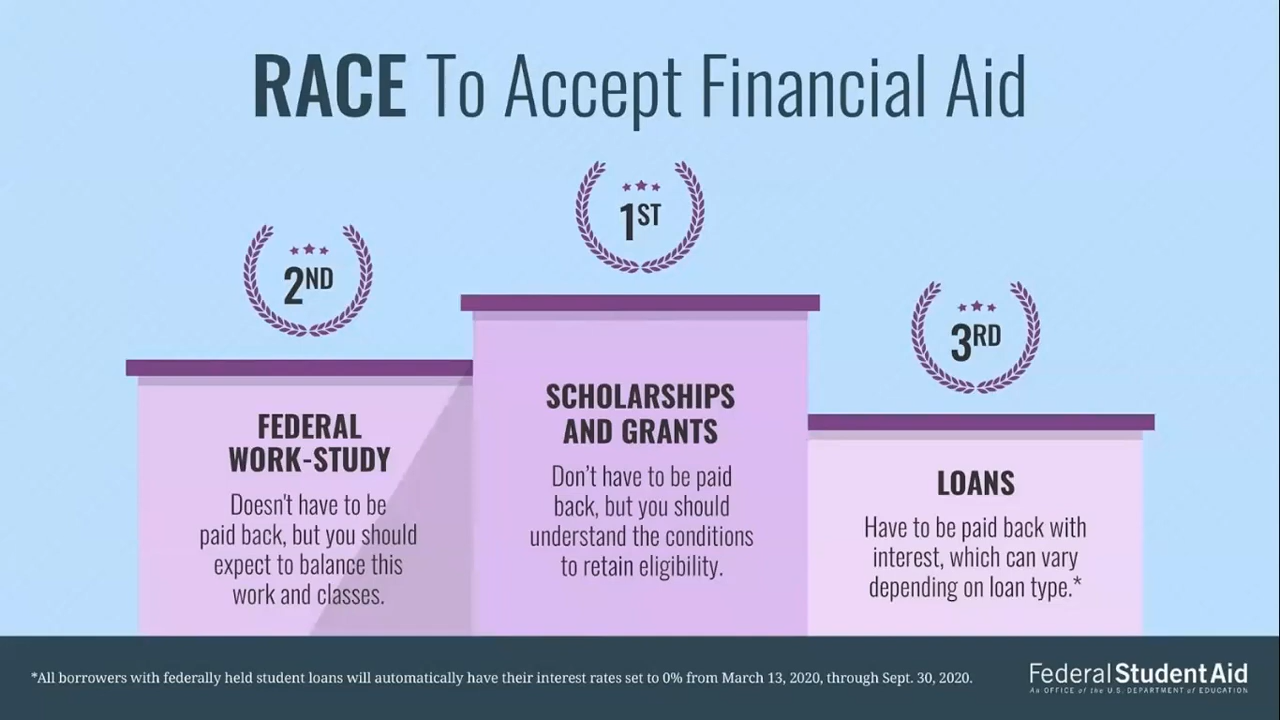 RACE To Accept Financial Aid
1ST
2ND
3RD
FEDERAL
WORK-STUDY
Doesn't have to be
paid back, but you should
expect to balance this
work and classes.
SCHOLARSHIPS
AND GRANTS
Don’t have to be paid
back, but you should
understand the conditions
to retain eligibility.
LOANS
Have to be paid back with
interest, which can vary
depending on loan type.*
*All borrowers with federally held student loans will automatically have their interest rates set to 0% from March 13, 2020, through Sept. 30, 2020.
Federal Student Aid
An OFFICE of the U.S. DEPARTMENT of EDUCATION